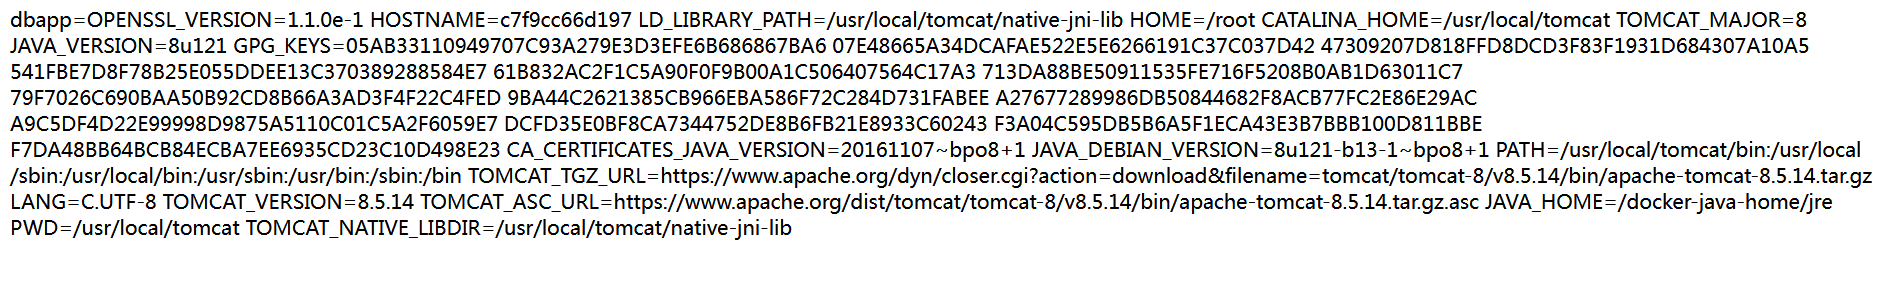 dbapp=OPENSSL_VERSION=1.1.0e-1 HOSTNAME=c7f9cc66d197 LD_LIBRARY_PATH=/usr/local/tomcat/native-jni-lib HOME=/root CATALINA_HOME=/usr/local/tomcat TOMCAT_MAJOR=8
JAVA_VERSION=8u121 GPG_KEYS=05AB33110949707C93A279E3D3EFE6B686867BA6 07E48665A34DCAFAE522E5E6266191C37C037D42 47309207D818FFD8DCD3F83F1931D684307A10A5
541FBE7D8F78B25E055DDEE13C370389288584E7 61B832AC2F1C5A90F0F9B00A1C506407564C17A3 713DA88BE50911535FE716F5208B0AB1D63011C7
79F7026C690BAA50B92CD8B66A3AD3F4F22C4FED 9BA44C2621385CB966EBA586F72C284D731FABEE A27677289986DB50844682F8ACB77FC2E86E29AC
A9C5DF4D22E99998D9875A5110C01C5A2F6059E7 DCFD35E0BF8CA7344752DE8B6FB21E8933C60243 F3A04C595DB5B6A5F1ECA43E3B7BBB100D811BBE
F7DA48BB64BCB84ECBA7EE6935CD23C10D498E23 CA_CERTIFICATES_JAVA_VERSION=20161107~bpo8+1 JAVA_DEBIAN_VERSION=8u121-b13-1~bpo8+1 PATH=/usr/local/tomcat/bin:/usr/local
/sbin:/usr/local/bin:/usr/sbin:/usr/bin:/sbin:/bin TOMCAT_TGZ_URL=https://www.apache.org/dyn/closer.cgi?action=download&filename=tomcat/tomcat-8/v8.5.14/bin/apache-tomcat-8.5.14.tar.gz
LANG=C.UTF-8 TOMCAT_VERSION=8.5.14 TOMCAT_ASC_URL=https://www.apache.org/dist/tomcat/tomcat-8/v8.5.14/bin/apache-tomcat-8.5.14.tar.gz.asc JAVA_HOME=/docker-java-home/jre
PWD=/usr/local/tomcat TOMCAT_NATIVE_LIBDIR=/usr/local/tomcat/native-jni-lib